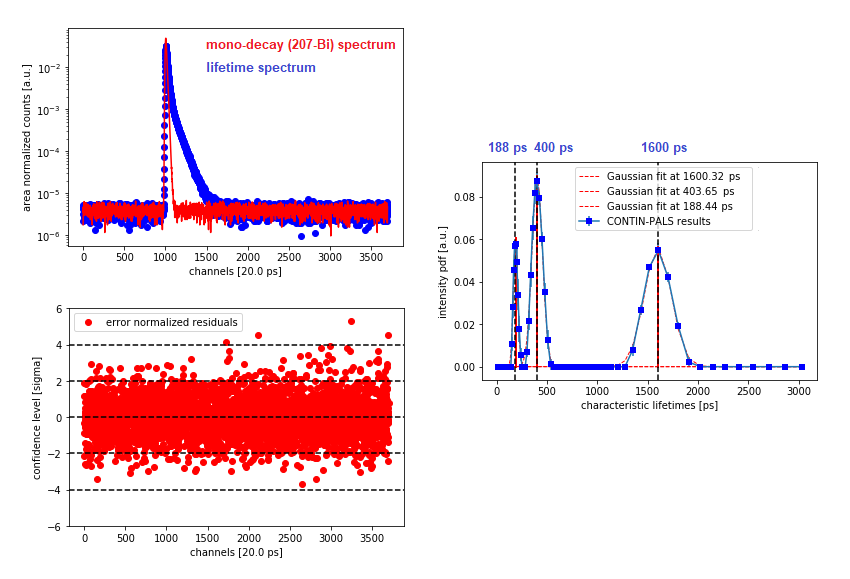 mono-decay (207-Bi) spectrum
lifetime spectrum
area normalized counts [a.u.]
10⁻²
10⁻³
10⁻⁴
10⁻⁵
10⁻⁶
0 500 1000 1500 2000 2500 3000 3500
channels [20.0 ps]
188 ps 400 ps 1600 ps
Gaussian fit at 1600.32 ps
Gaussian fit at 403.65 ps
Gaussian fit at 188.44 ps
CONTIN-PALS results
intensity pdf [a.u.]
0.08
0.06
0.04
0.02
0.00
0 500 1000 1500 2000 2500 3000
characteristic lifetimes [ps]
error normalized residuals
confidence level [sigma]
6
4
2
0
−2
−4
−6
0 500 1000 1500 2000 2500 3000 3500
channels [20.0 ps]